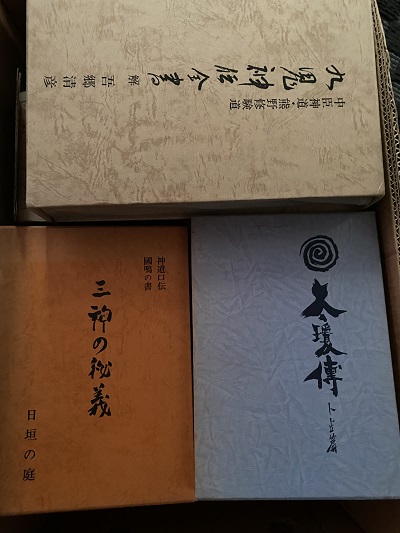 中臣神道・熊野修験道
九鬼神伝全書
解 吾郷清彦
神道口伝
國鳴の書
三神の秘義
日垣の庭
太瓊傳